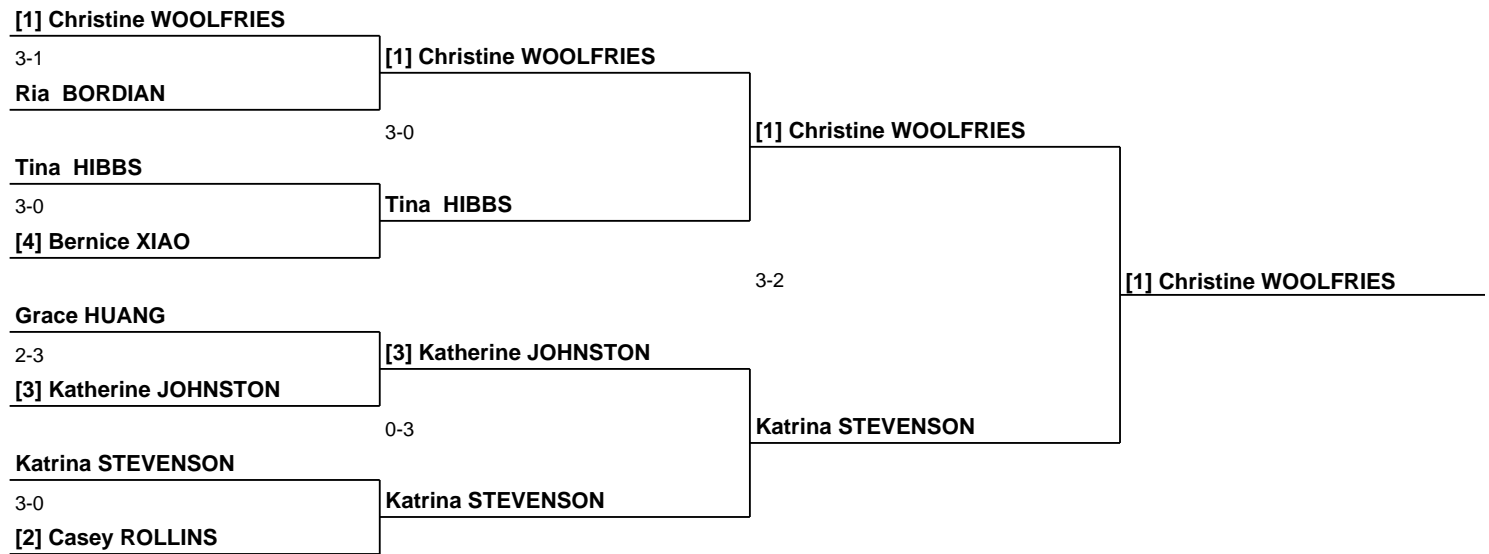 [1] Christine WOOLFRIES
3-1
[1] Christine WOOLFRIES
Ria  BORDIAN
3-0
[1] Christine WOOLFRIES
Tina  HIBBS
3-0
Tina  HIBBS
[4] Bernice XIAO
3-2
[1] Christine WOOLFRIES
Grace HUANG
2-3
[3] Katherine JOHNSTON
[3] Katherine JOHNSTON
0-3
Katrina STEVENSON
Katrina STEVENSON
3-0
Katrina STEVENSON
[2] Casey ROLLINS